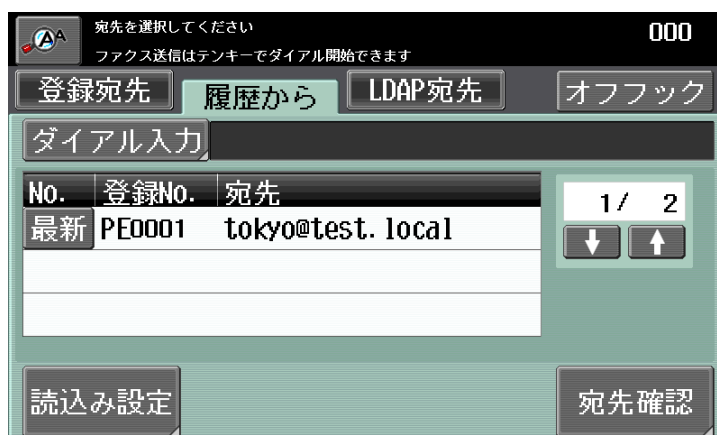 AA
宛先を選択してください
000
ファクス送信はテンキーでダイアル開始できます
登録宛先 履歴から LDAP宛先 オフフック
ダイアル入力
No. 登録No. 宛先
1/ 2
最新 PE0001 tokyo@test.local
読込み設定 宛先確認